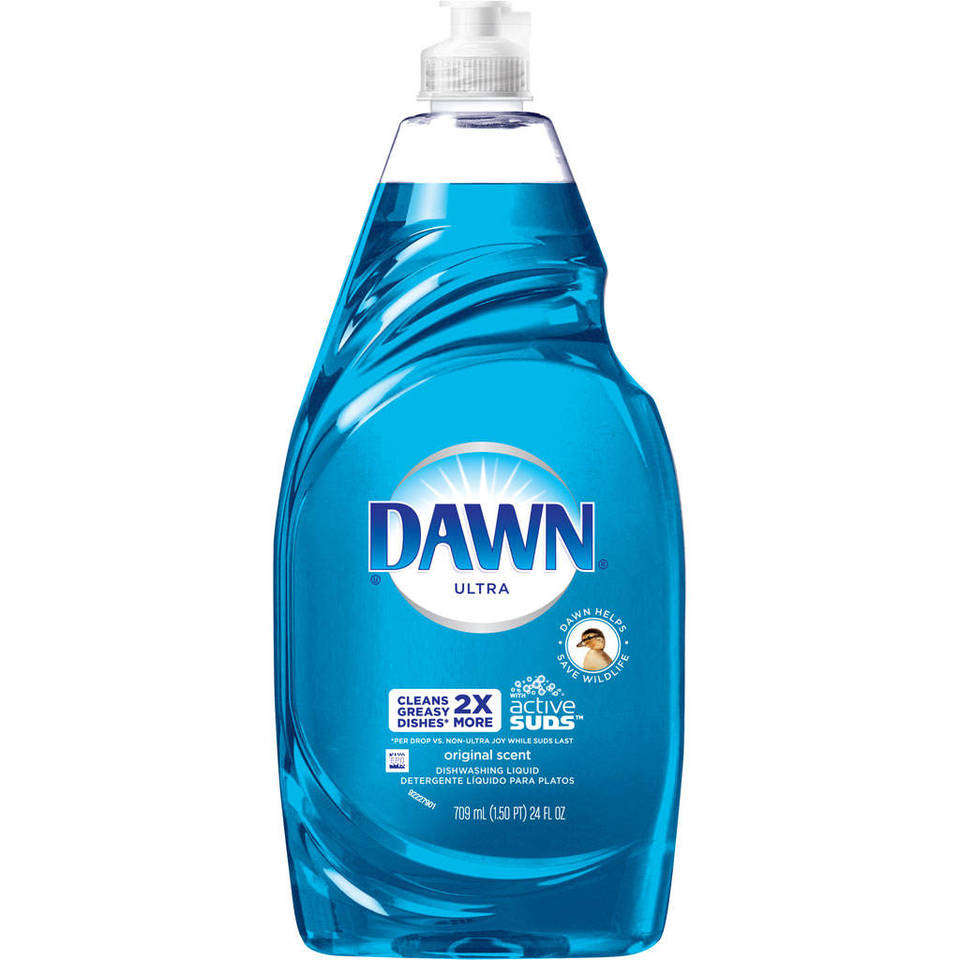 DAWN
®
Ⓤ
ULTRA
DAWN HELPS
SAVE WILDLIFE
CLEANS
GREASY
DISHES*
2X
MORE
WITH
active
SUDS™
*PER DROP VS. NON-ULTRA JOY WHILE SUDS LAST
original scent
DISHWASHING LIQUID
DETERGENTE LÍQUIDO PARA PLATOS
92227901
709 mL (1.50 PT) 24 FL OZ